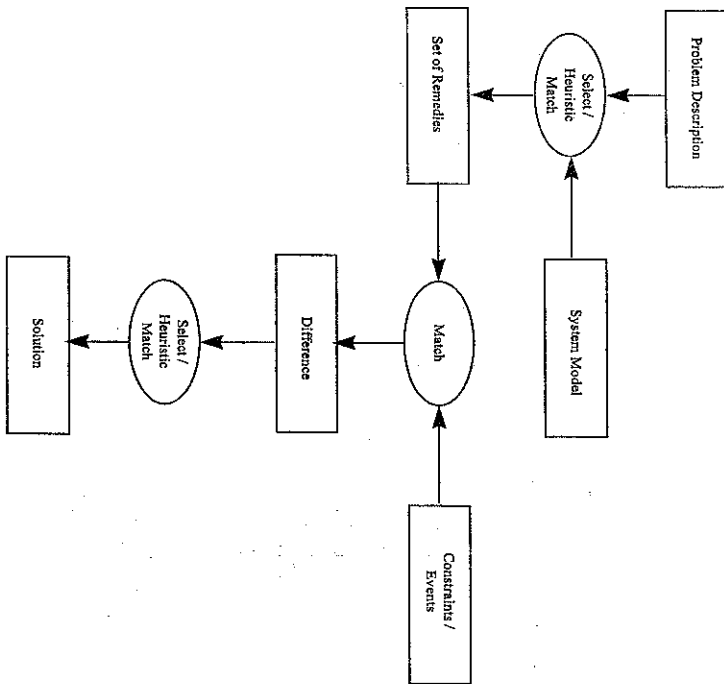 Problem Description
Select /
Heuristic
Match
System Model
Set of Remedies
Match
Constraints /
Events
Difference
Select /
Heuristic
Match
Solution